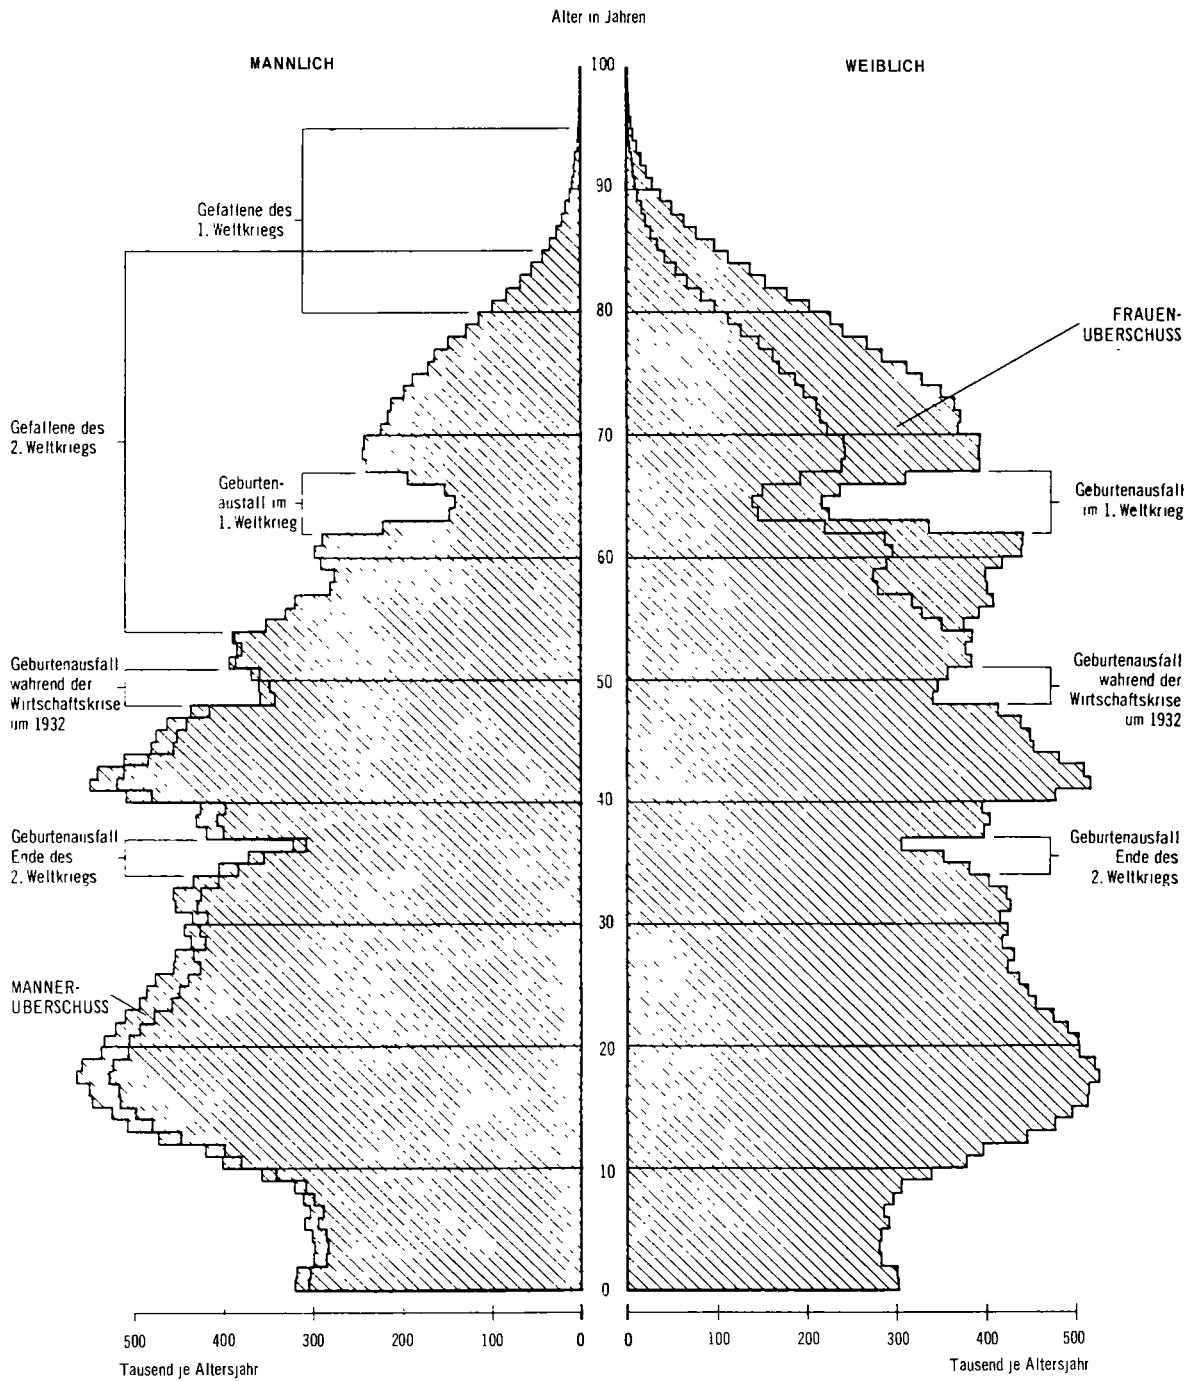 Alter in Jahren
MANNLICH
100
WEIBLICH
90
Gefallene des
1. Weltkriegs
80
FRAUEN-
UBERSCHUSS
Gefallene des
2. Weltkriegs
70
Geburten-
ausfall im
1. Weltkrieg
Geburtenausfall
im 1. Weltkrieg
60
Geburtenausfall
wahrend der
Wirtschaftskrise
um 1932
50
Geburtenausfall
wahrend der
Wirtschaftskrise
um 1932
40
Geburtenausfall
Ende des
2. Weltkriegs
Geburtenausfall
Ende des
2. Weltkriegs
30
MANNER-
UBERSCHUSS
20
10
0
500 400 300 200 100 0
0 100 200 300 400 500
Tausend je Altersjahr
Tausend je Altersjahr